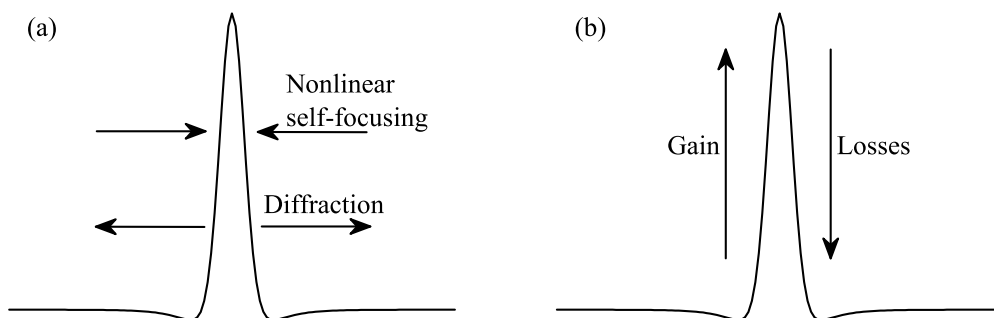 (a)
Nonlinear
self-focusing
Diffraction
(b)
Gain
Losses